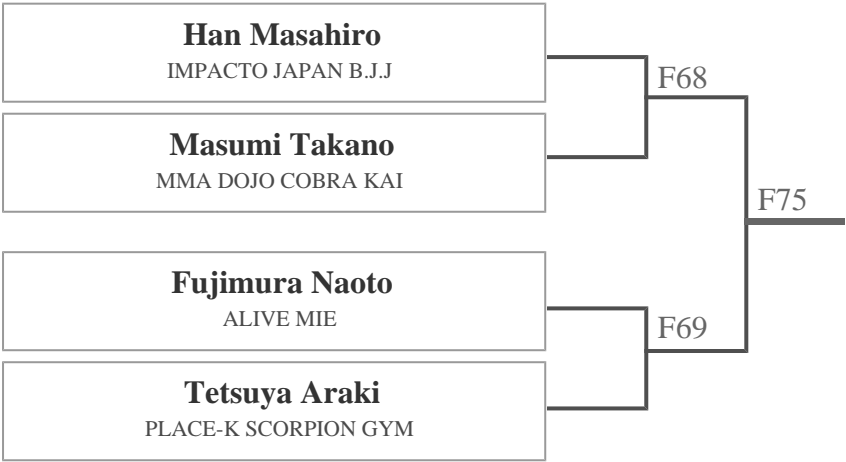 Han Masahiro
IMPACTO JAPAN B.J.J
F68
Masumi Takano
MMA DOJO COBRA KAI
F75
Fujimura Naoto
ALIVE MIE
F69
Tetsuya Araki
PLACE-K SCORPION GYM